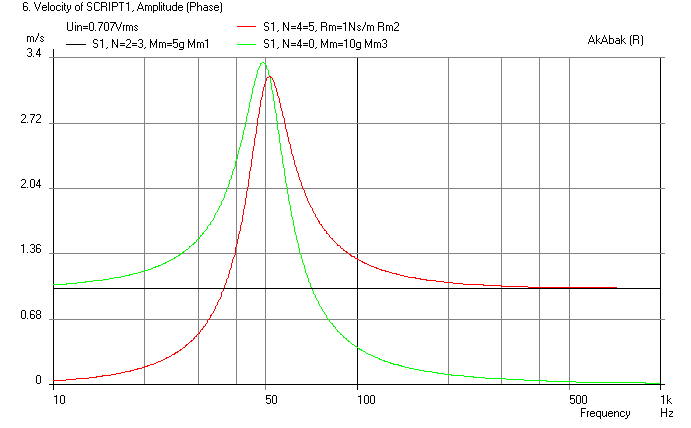 6. Velocity of SCRIPT1, Amplitude (Phase)
Uin=0.707Vrms S1, N=4=5, Rm=1Ns/m Rm2
m/s S1, N=2=3, Mm=5g Mm1 S1, N=4=0, Mm=10g Mm3 AkAbak (R)
3.4
2.72
2.04
1.36
0.68
0
10 50 100 500 1k
Frequency Hz